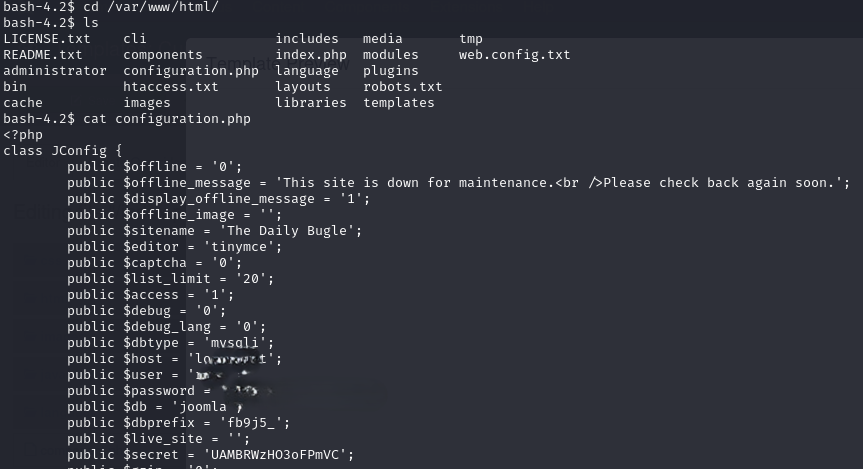 bash-4.2$ cd /var/www/html/
bash-4.2$ ls
LICENSE.txt    cli                includes   media      tmp
README.txt     components         index.php  modules    web.config.txt
administrator  configuration.php  language   plugins
bin            htaccess.txt       layouts    robots.txt
cache          images             libraries  templates
bash-4.2$ cat configuration.php
<?php
class JConfig {
        public $offline = '0';
        public $offline_message = 'This site is down for maintenance.<br />Please check back again soon.';
        public $display_offline_message = '1';
        public $offline_image = '';
        public $sitename = 'The Daily Bugle';
        public $editor = 'tinymce';
        public $captcha = '0';
        public $list_limit = '20';
        public $access = '1';
        public $debug = '0';
        public $debug_lang = '0';
        public $dbtype = 'mysqli';
        public $host = ';
        public $user = '
        public $password =
        public $db = 'joomla
        public $dbprefix = 'fb9j5_';
        public $live_site = '';
        public $secret = 'UAMBRWzHO3oFPmVC';